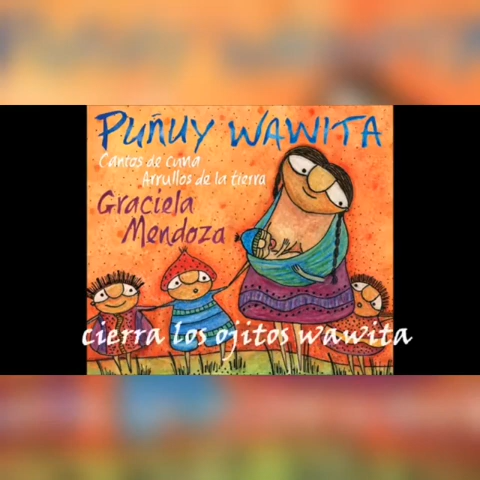 PUÑUY WAWITA
Cantos de cuna
Arrullos de la tierra
Graciela
Mendoza
cierra los ojitos wawita